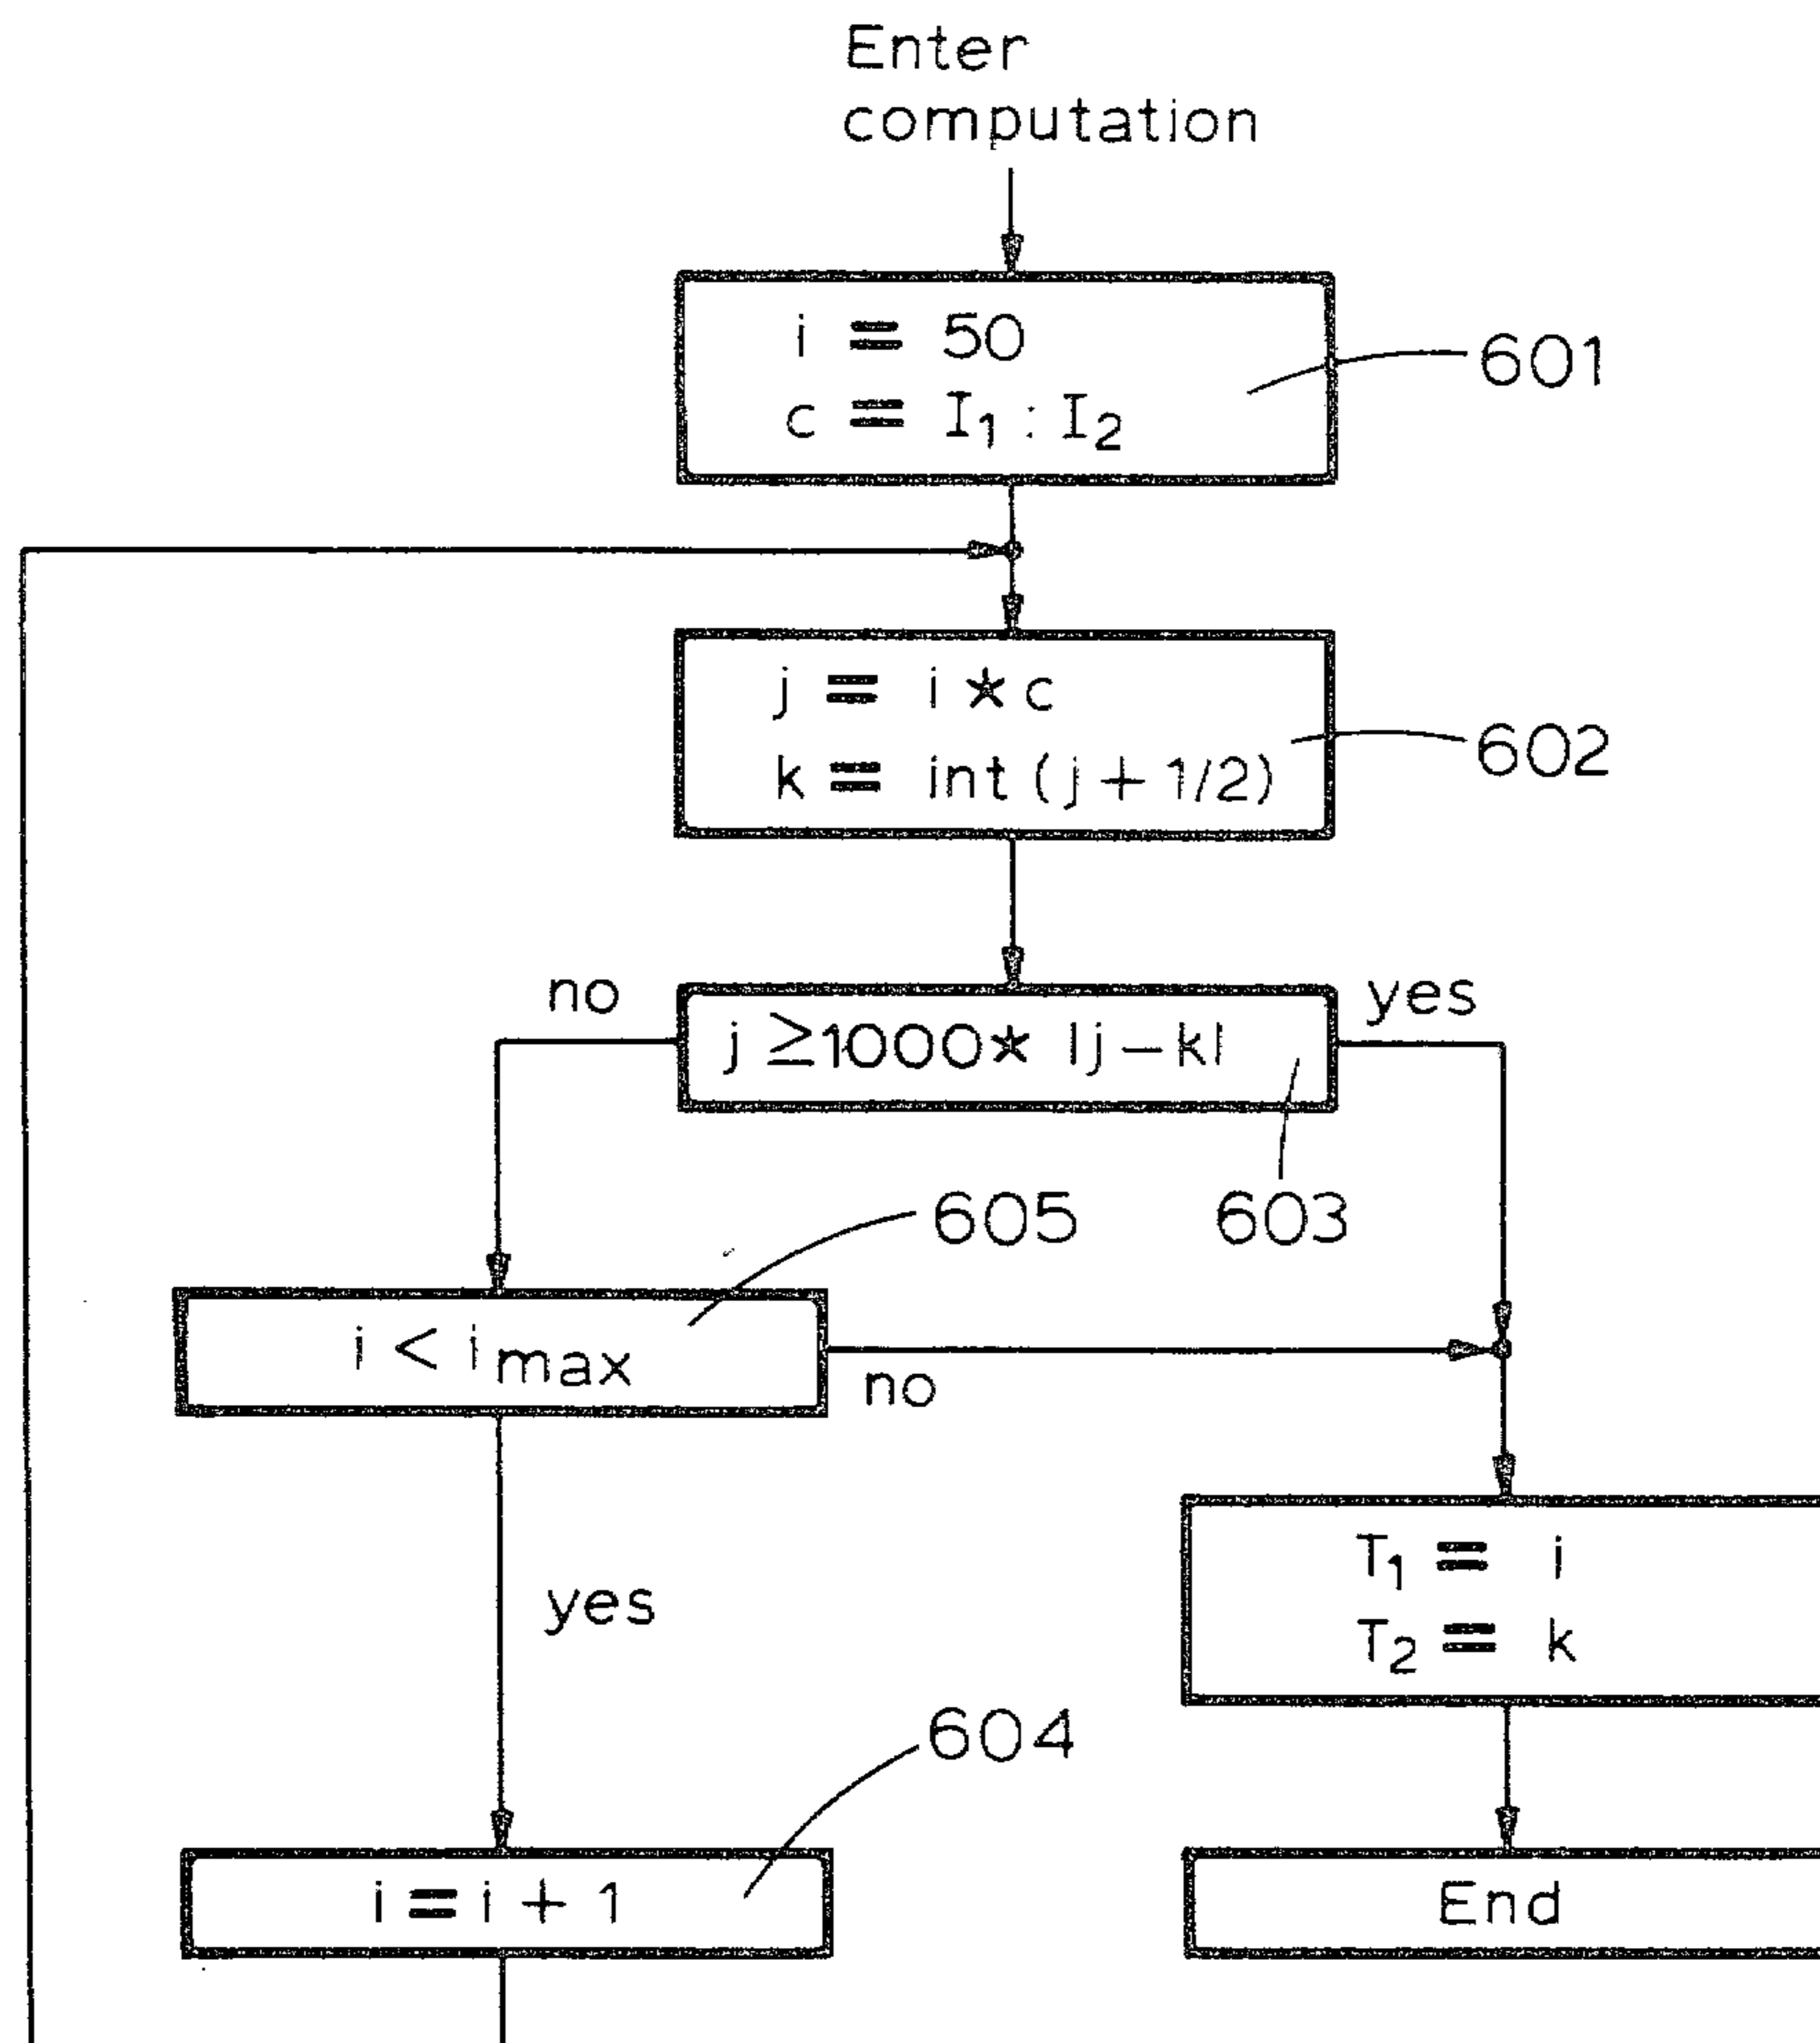 Enter
computation
i = 50
c = I₁ : I₂
601
j = i * c
k = int (j + 1/2)
602
no
yes
j ≥1000* |j-k|
605
603
i < i max
no
T₁ = i
T₂ = k
yes
604
i = i + 1
End